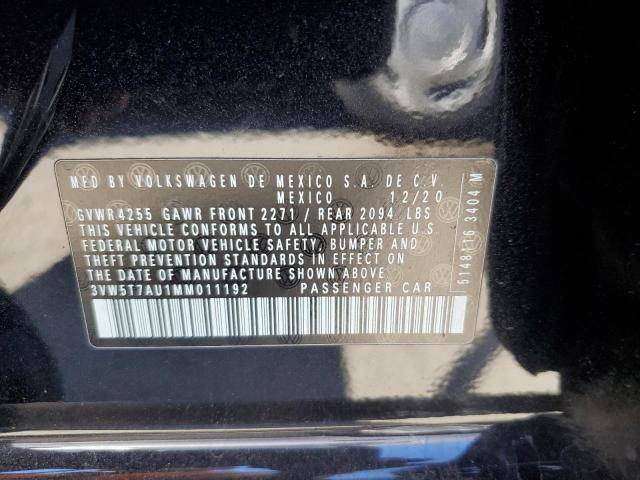 MFD BY VOLKSWAGEN DE MEXICO S.A. DE C.V.
MEXICO 12/20
GVWR 4255 GAWR FRONT 2271 / REAR 2094 LBS
THIS VEHICLE CONFORMS TO ALL APPLICABLE U.S.
FEDERAL MOTOR VEHICLE SAFETY, BUMPER AND
THEFT PREVENTION STANDARDS IN EFFECT ON THE
DATE OF MANUFACTURE SHOWN ABOVE
3VW5T7AU1MM011192 PASSENGER CAR
5148116 3404 M